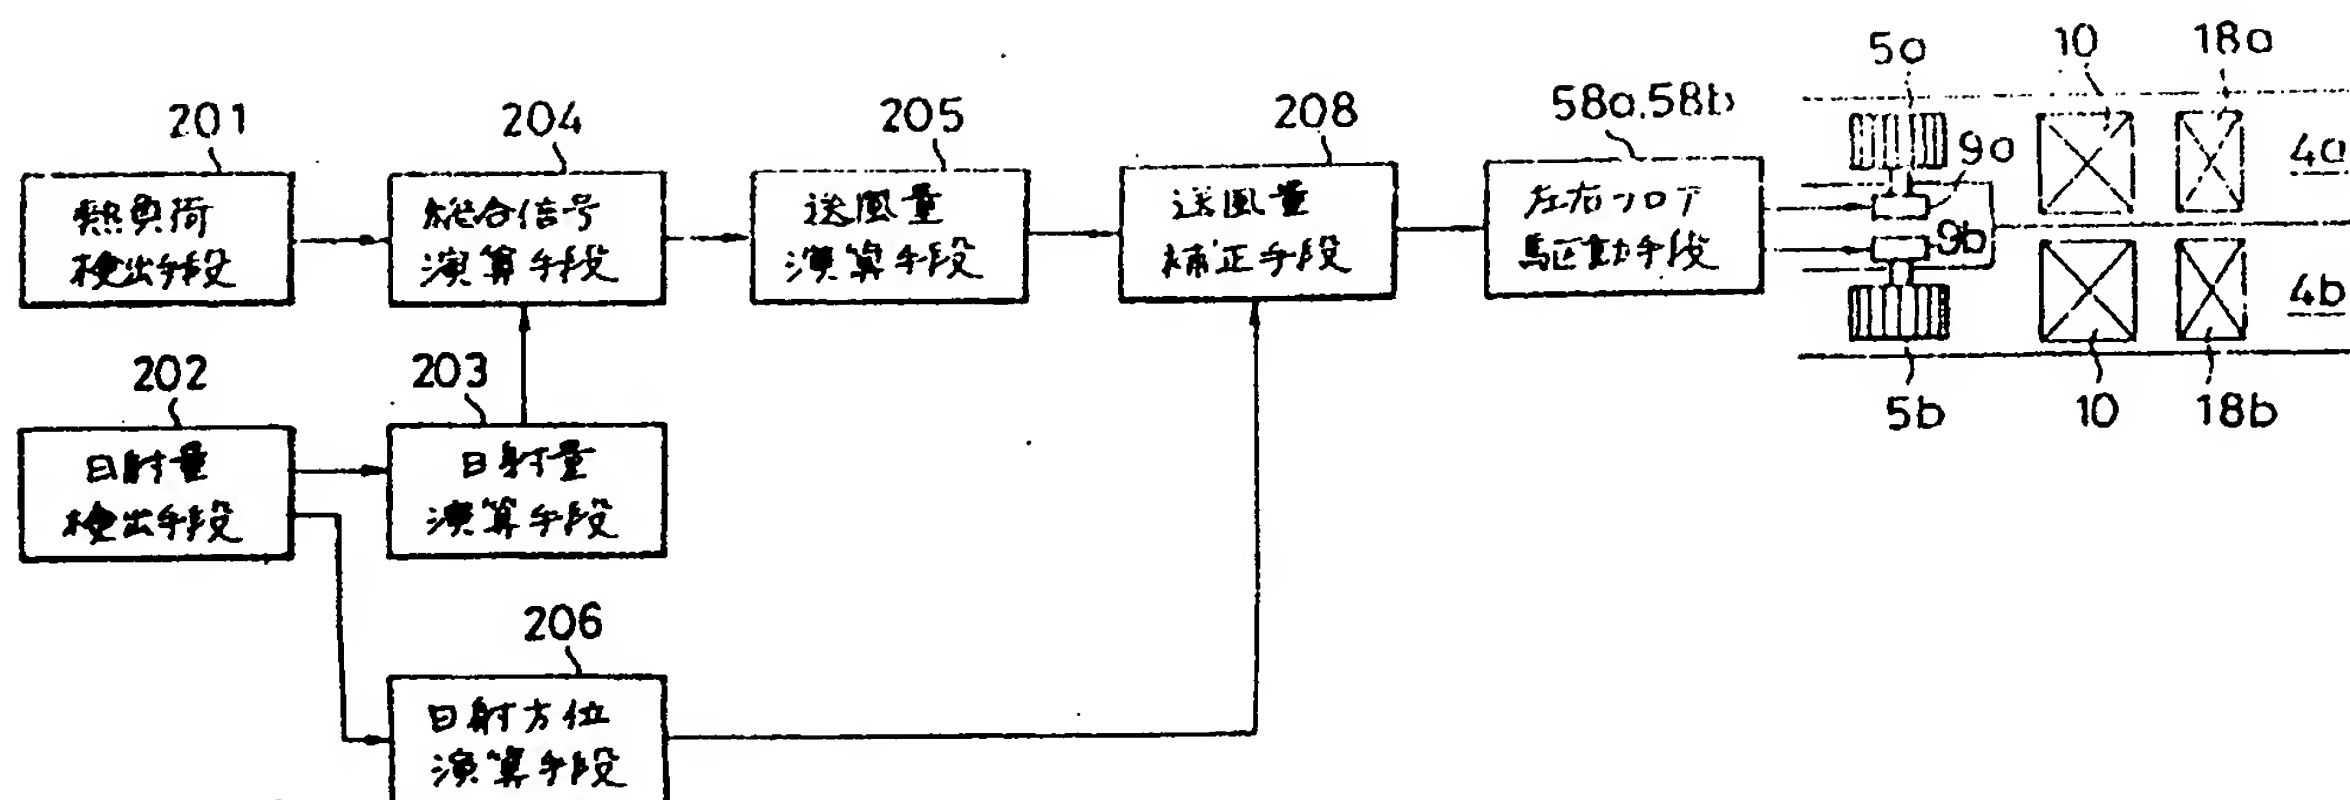 5a
10
18a
201
204
205
208
58a.58b
9a
4a
熱負荷
検出手段
総合信号
演算手段
送風量
演算手段
送風量
補正手段
左右フロア
駆動手段
9b
4b
202
203
5b
10
18b
日射量
検出手段
日射量
演算手段
206
日射方位
演算手段